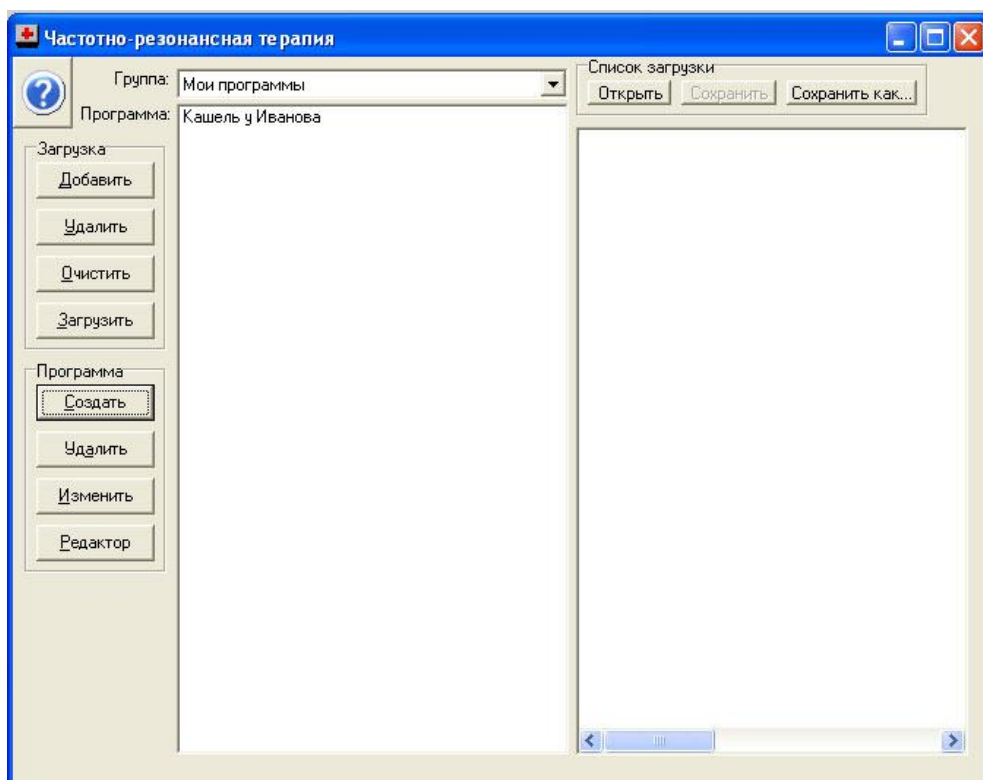 Частотно-резонансная терапия
Группа:
Мои программы
Программа:
Кашель у Иванова
Список загрузки
Открыть
Сохранить
Сохранить как...
Загрузка
Добавить
Удалить
Очистить
Загрузить
Программа
Создать
Удалить
Изменить
Редактор